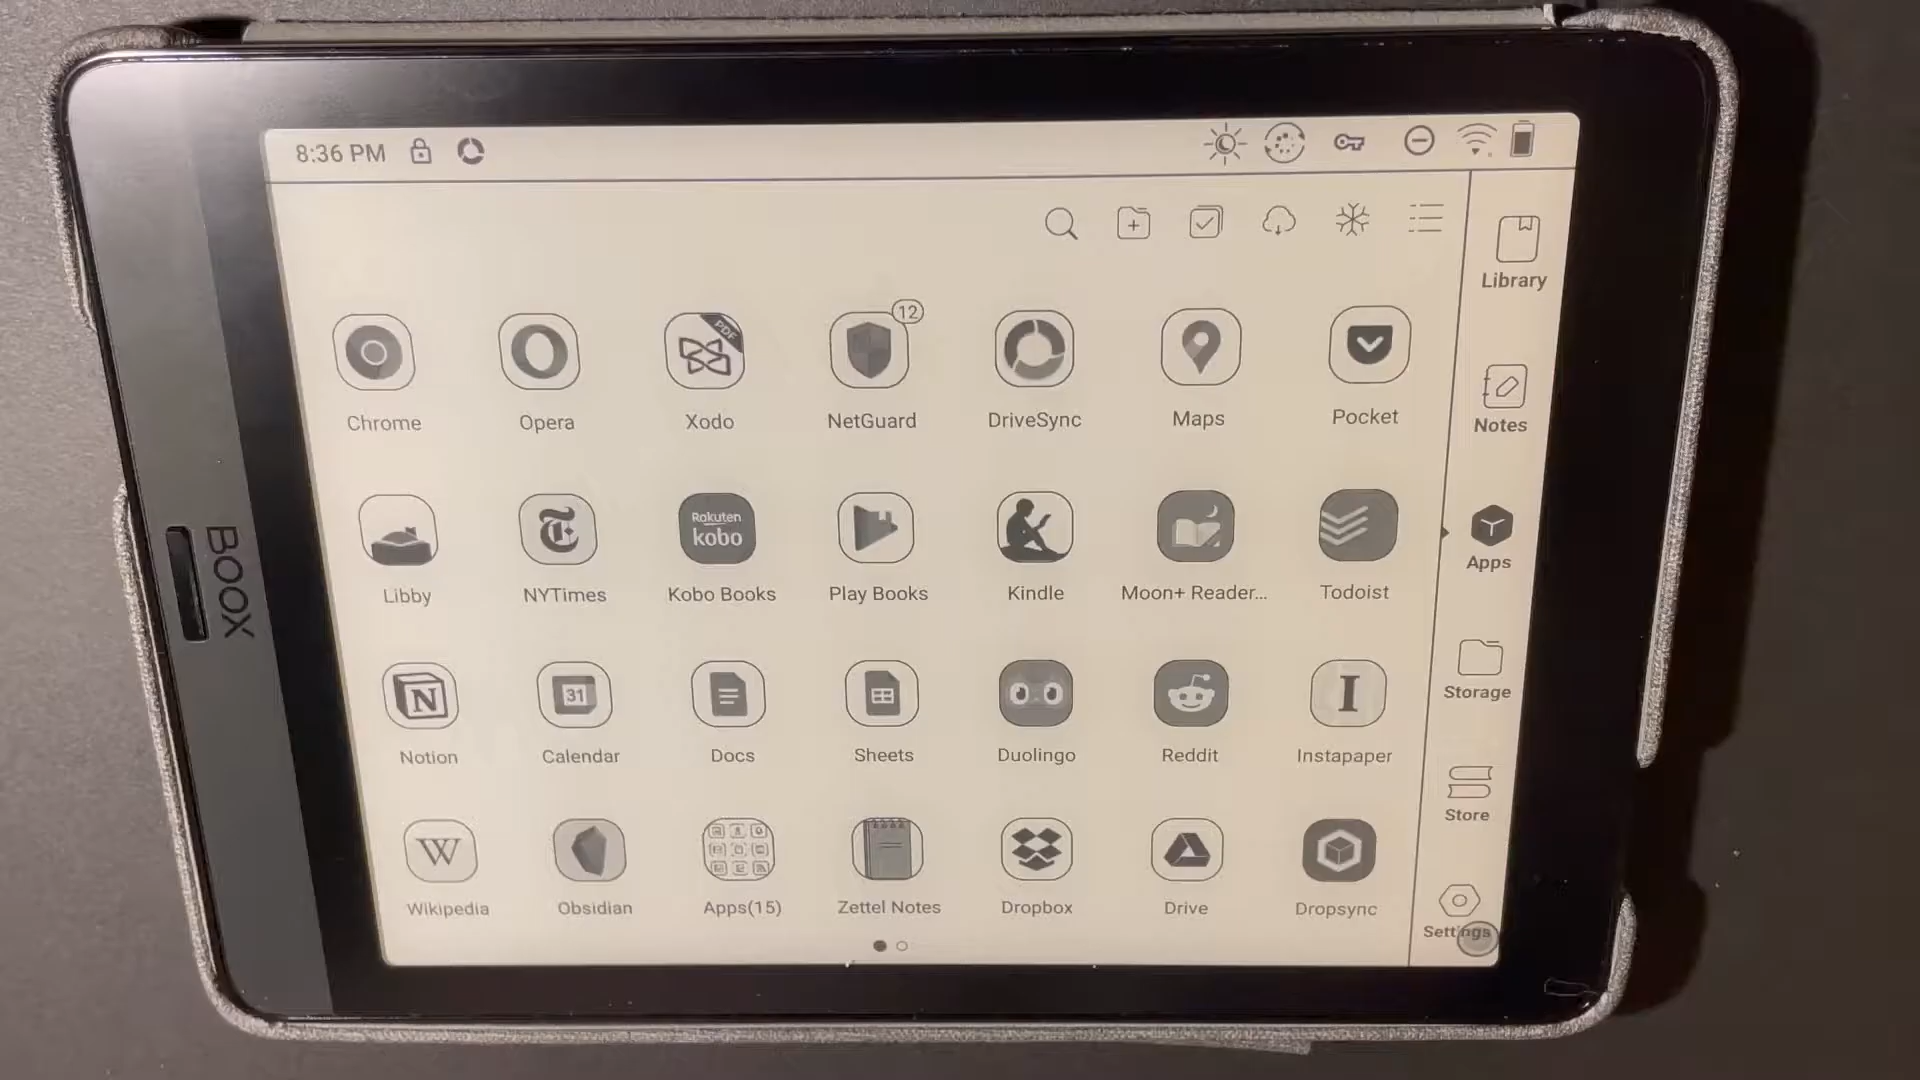 8:36 PM
Library
12
PDF
Chrome
Opera
Xodo
NetGuard
DriveSync
Maps
Pocket
Notes
Rakuten
kobo
Libby
NYTimes
Kobo Books
Play Books
Kindle
Moon+ Reader...
Todoist
Apps
N
31
I
Notion
Calendar
Docs
Sheets
Duolingo
Reddit
Instapaper
Storage
W
Wikipedia
Obsidian
Apps(15)
Zettel Notes
Dropbox
Drive
Dropsync
Store
Settings
BOOX